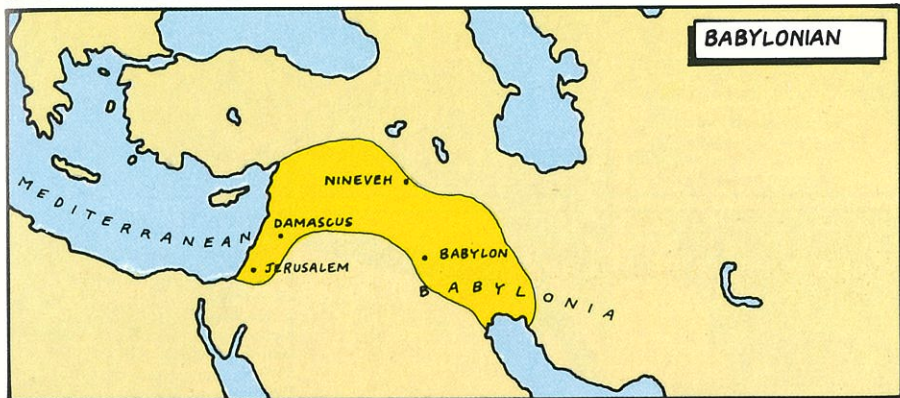 BABYLONIAN
MEDITERRANEAN
NINEVEH
DAMASCUS
BABYLON
JERUSALEM
BABYLONIA